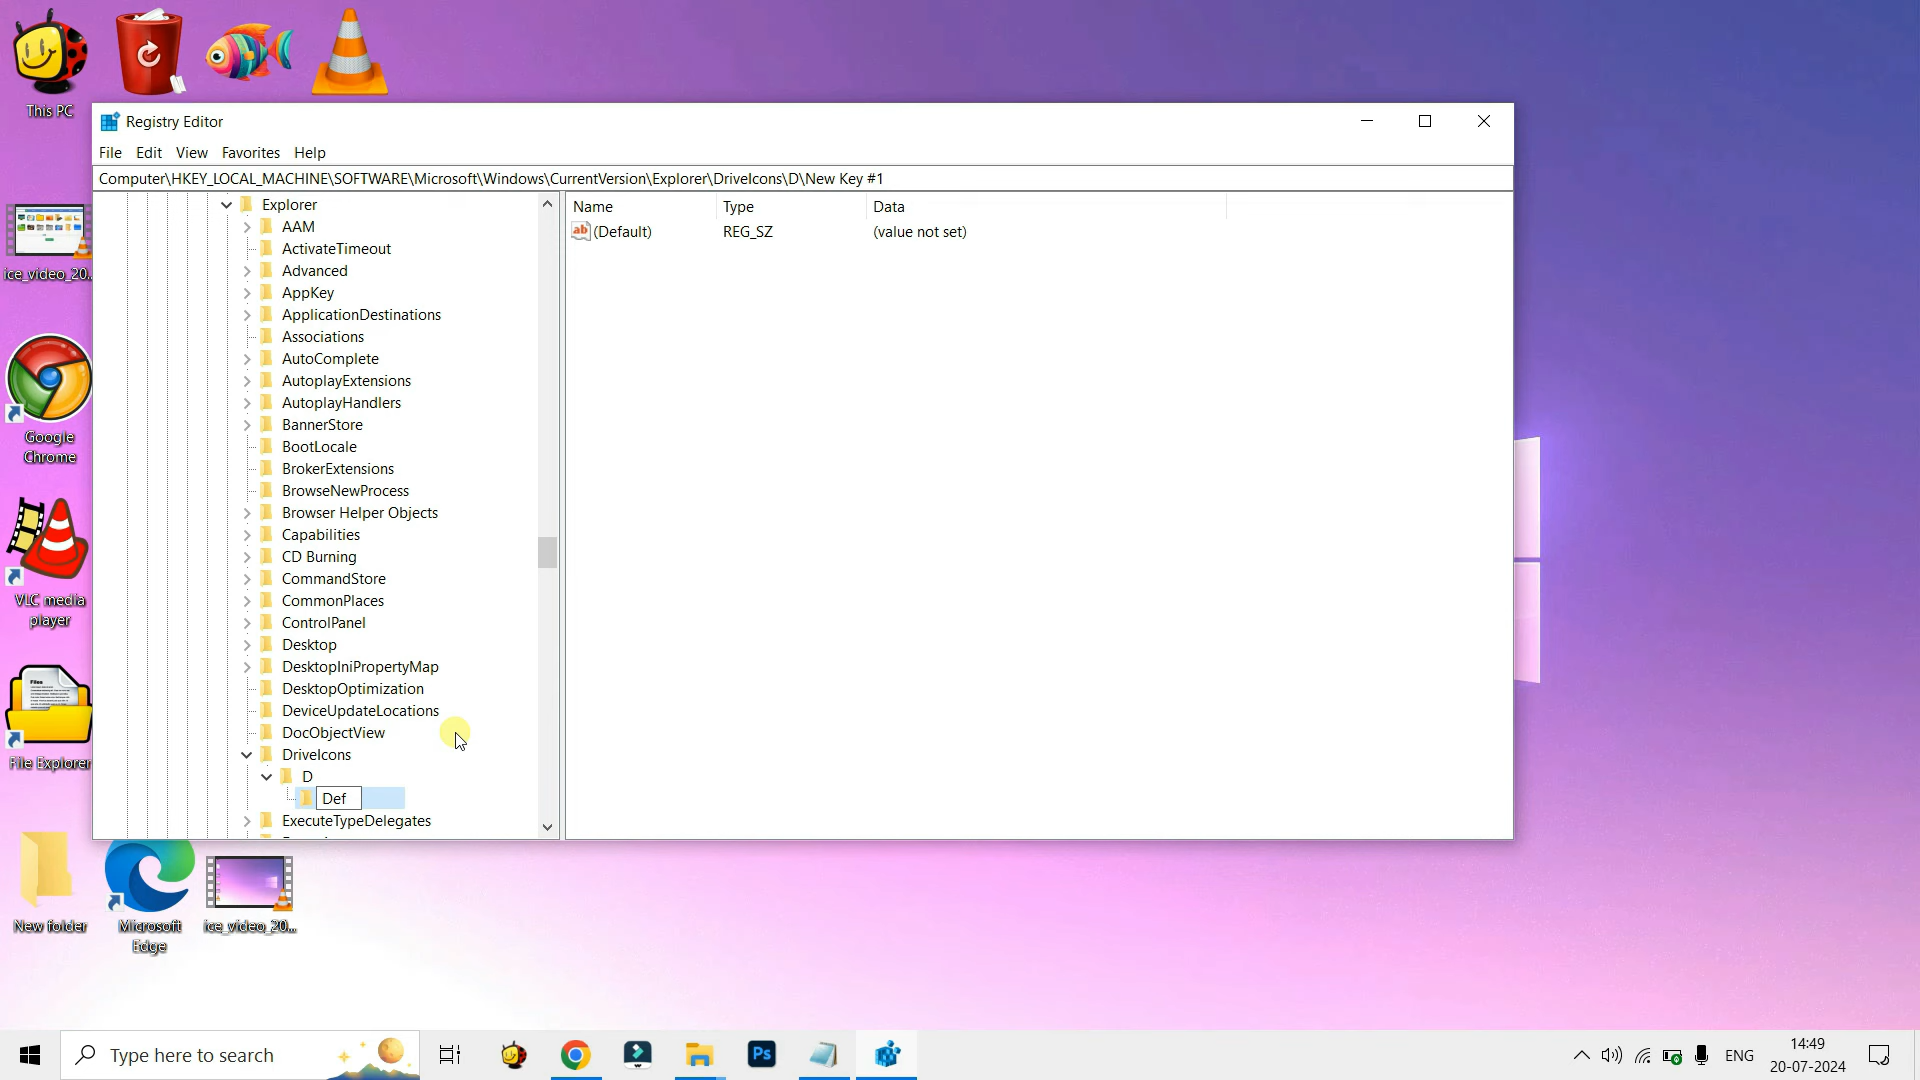 This PC
Registry Editor
File Edit View Favorites Help
Computer\HKEY_LOCAL_MACHINE\SOFTWARE\Microsoft\Windows\CurrentVersion\Explorer\DriveIcons\D\New Key #1
Explorer
AAM
ActivateTimeout
Advanced
AppKey
ApplicationDestinations
Associations
AutoComplete
AutoplayExtensions
AutoplayHandlers
BannerStore
BootLocale
BrokerExtensions
BrowseNewProcess
Browser Helper Objects
Capabilities
CD Burning
CommandStore
CommonPlaces
ControlPanel
Desktop
DesktopIniPropertyMap
DesktopOptimization
DeviceUpdateLocations
DocObjectView
DriveIcons
D
Def
ExecuteTypeDelegates
Name Type Data
ab (Default) REG_SZ (value not set)
ice_video_20...
Google
Chrome
VLC media
player
Files
File Explorer
New folder
Microsoft
Edge
ice_video_20...
Type here to search
Ps
ENG
14:49
20-07-2024